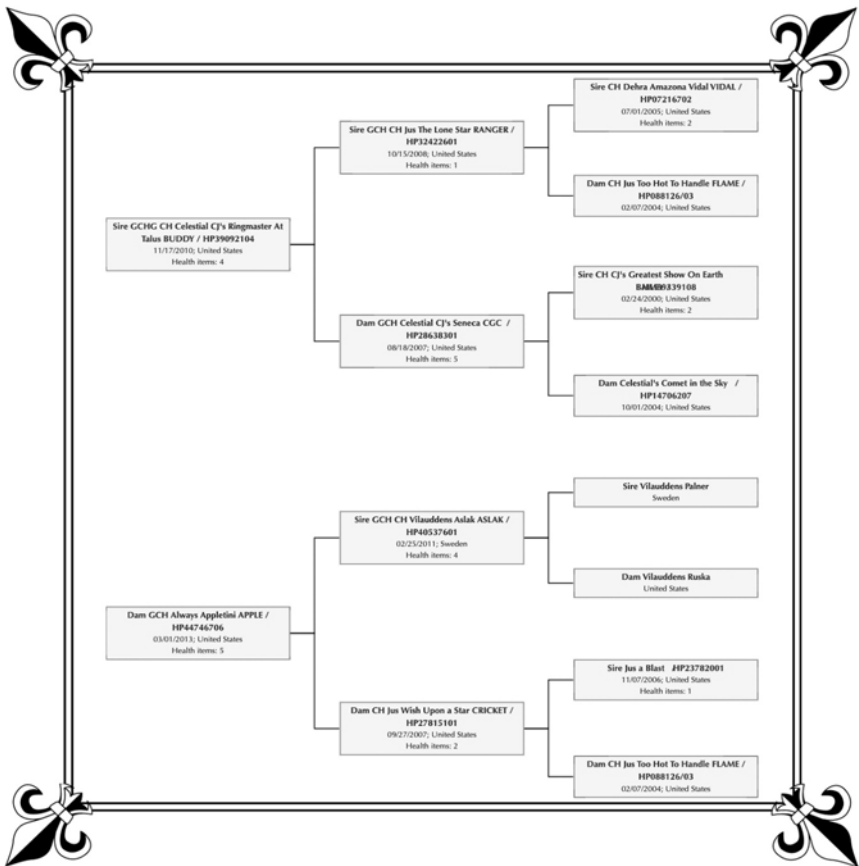 Sire CH Dehra Amazona Vidal VIDAL /
HP07216702
07/01/2005; United States
Health items: 2
Sire GCH CH Jus The Lone Star RANGER /
HP32422601
10/15/2008; United States
Health items: 1
Dam CH Jus Too Hot To Handle FLAME /
HP088126/03
02/07/2004; United States
Sire GCHG CH Celestial CJ's Ringmaster At
Talus BUDDY / HP39092104
11/17/2010; United States
Health items: 4
Sire CH CJ's Greatest Show On Earth
02/24/2000; United States
Health items: 2
Dam GCH Celestial CJ's Seneca CGC /
HP28638301
08/18/2007; United States
Health items: 5
Dam Celestial's Comet in the Sky /
HP14706207
10/01/2004; United States
Sire Vilauddens Palner
Sweden
Sire GCH CH Vilauddens Aslak ASLAK /
HP40537601
02/25/2011; Sweden
Health items: 4
Dam Vilauddens Ruska
United States
Dam GCH Always Appletini APPLE /
HP44746706
03/01/2013; United States
Health items: 5
Sire Jus a Blast /HP23782001
11/07/2006; United States
Health items: 1
Dam CH Jus Wish Upon a Star CRICKET /
HP27815101
09/27/2007; United States
Health items: 2
Dam CH Jus Too Hot To Handle FLAME /
HP088126/03
02/07/2004; United States